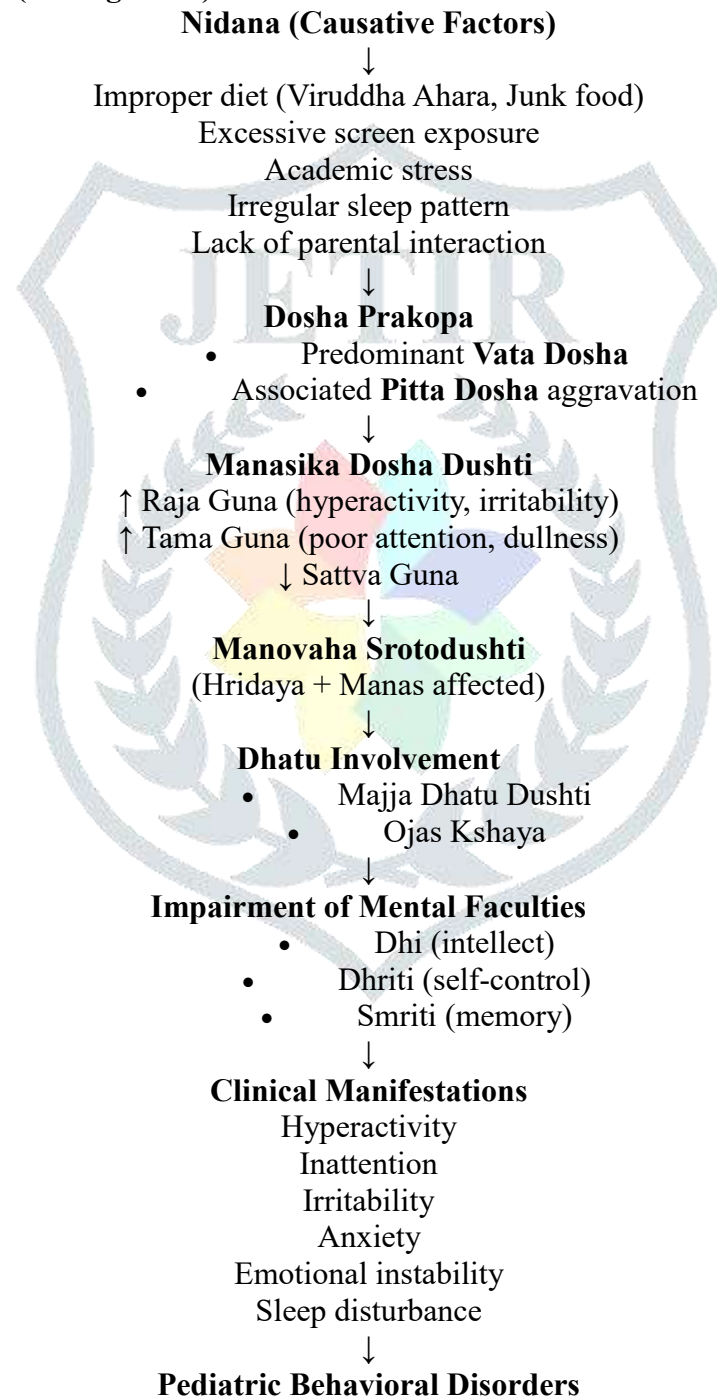 Nidana (Causative Factors)
↓
Improper diet (Viruddha Ahara, Junk food)
Excessive screen exposure
Academic stress
Irregular sleep pattern
Lack of parental interaction
↓
Dosha Prakopa
• Predominant Vata Dosha
• Associated Pitta Dosha aggravation
↓
Manasika Dosha Dushti
↑ Raja Guna (hyperactivity, irritability)
↑ Tama Guna (poor attention, dullness)
↓ Sattva Guna
↓
Manovaha Srotodushti
(Hridaya + Manas affected)
↓
Dhatu Involvement
• Majja Dhatu Dushti
• Ojas Kshaya
↓
Impairment of Mental Faculties
• Dhi (intellect)
• Dhriti (self-control)
• Smriti (memory)
↓
Clinical Manifestations
Hyperactivity
Inattention
Irritability
Anxiety
Emotional instability
Sleep disturbance
↓
Pediatric Behavioral Disorders
JETIR